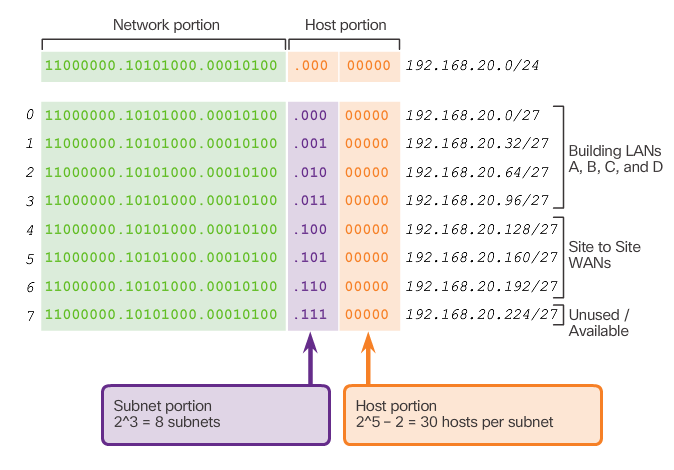 Network portion Host portion
11000000.10101000.00010100 .000 00000 192.168.20.0/24
0 11000000.10101000.00010100 .000 00000 192.168.20.0/27
1 11000000.10101000.00010100 .001 00000 192.168.20.32/27
Building LANs
A, B, C, and D
2 11000000.10101000.00010100 .010 00000 192.168.20.64/27
3 11000000.10101000.00010100 .011 00000 192.168.20.96/27
4 11000000.10101000.00010100 .100 00000 192.168.20.128/27
Site to Site
WANs
5 11000000.10101000.00010100 .101 00000 192.168.20.160/27
6 11000000.10101000.00010100 .110 00000 192.168.20.192/27
7 11000000.10101000.00010100 .111 00000 192.168.20.224/27
Unused /
Available
Subnet portion
2^3 = 8 subnets
Host portion
2^5 – 2 = 30 hosts per subnet